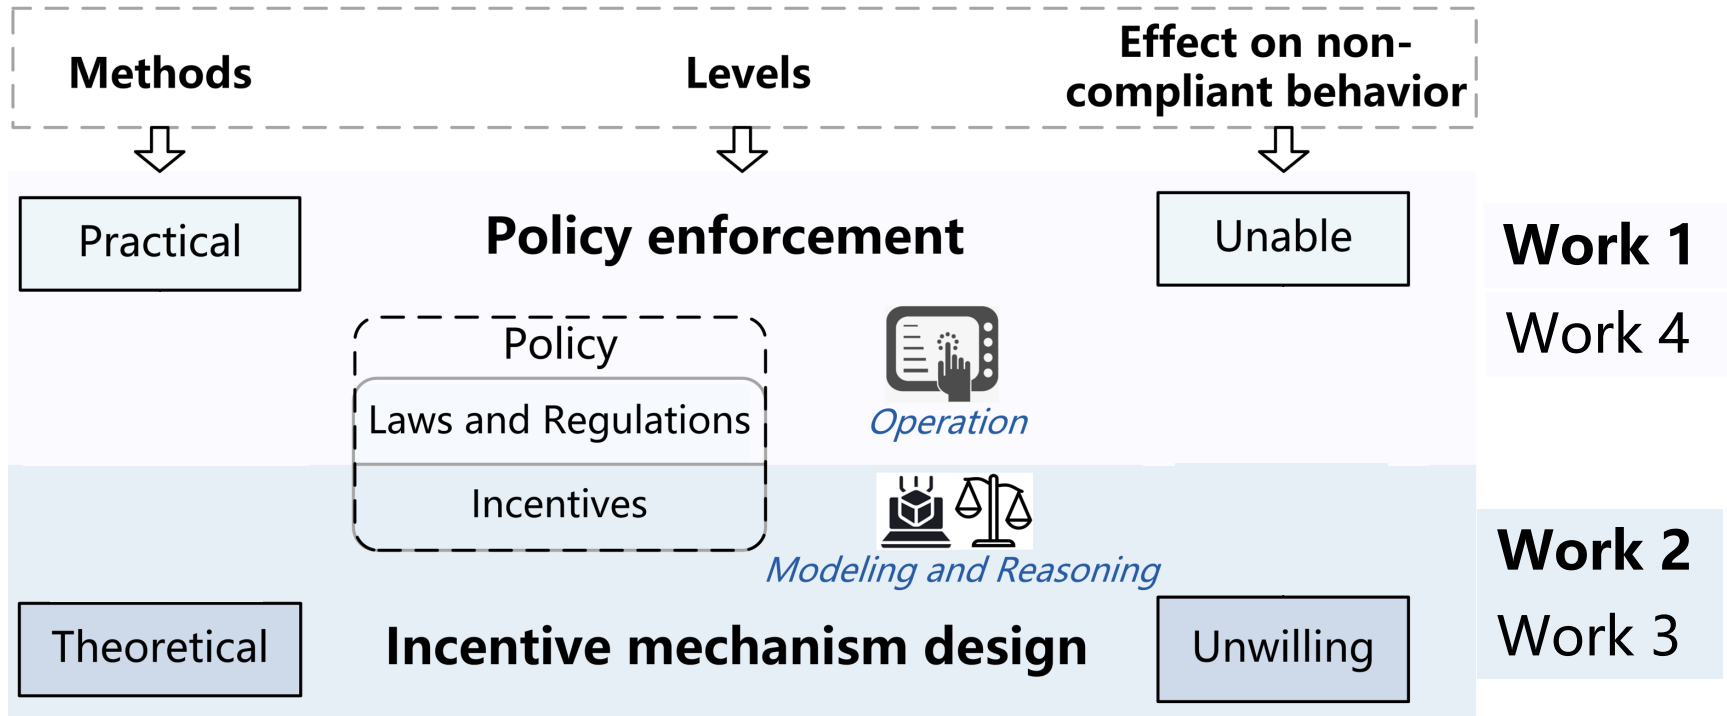 Methods
Levels
Effect on non-
compliant behavior
Practical
Policy enforcement
Unable
Work 1
Work 4
Policy
Laws and Regulations
Operation
Incentives
Modeling and Reasoning
Work 2
Work 3
Theoretical
Incentive mechanism design
Unwilling